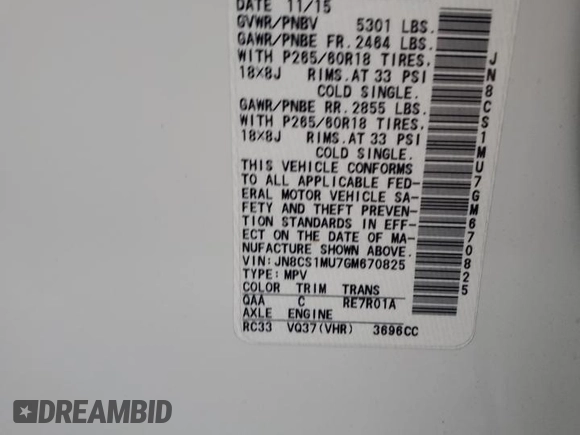 DATE 11/15
GVWR/PNBV 5301 LBS.
GAWR/PNBE FR. 2464 LBS.
WITH P265/60R18 TIRES.
18X8J RIMS. AT 33 PSI
COLD SINGLE.
GAWR/PNBE RR. 2855 LBS.
WITH P265/60R18 TIRES.
18X8J RIMS. AT 33 PSI
COLD SINGLE.
THIS VEHICLE CONFORMS
TO ALL APPLICABLE FED-
ERAL MOTOR VEHICLE SA-
FETY AND THEFT PREVEN-
TION STANDARDS IN EFF-
ECT ON THE DATE OF MA-
NUFACTURE SHOWN ABOVE.
VIN: JN8CS1MU7GM670825
TYPE: MPV
COLOR TRIM TRANS
QAA C RE7R01A
AXLE ENGINE
RC33 VQ37(VHR) 3696CC
JN8CS1MU7GM670825
DREAMBID